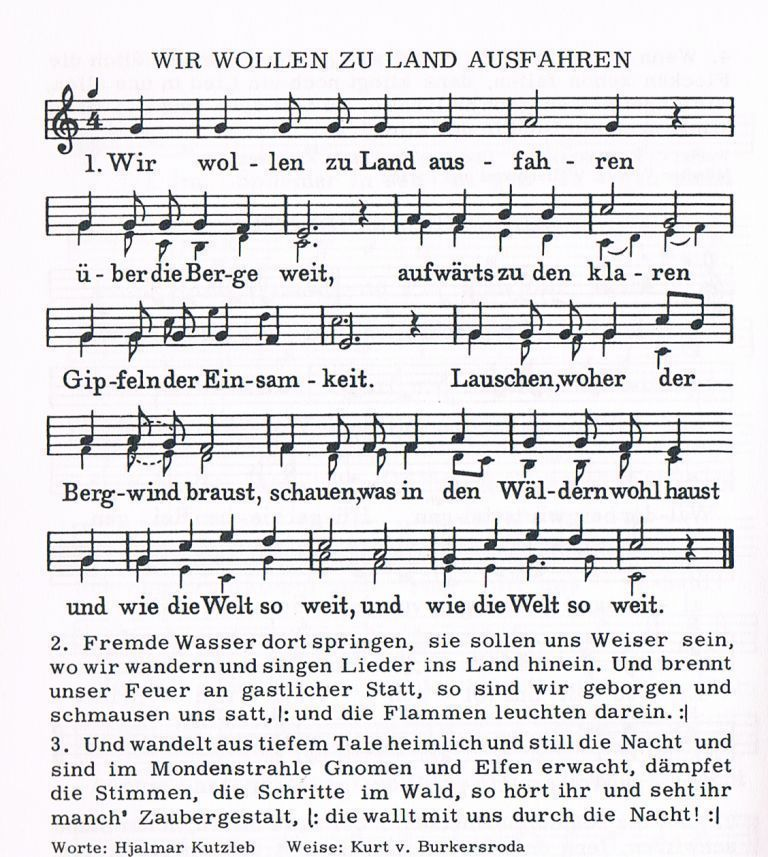 WIR WOLLEN ZU LAND AUSFAHREN
4
1. Wir wol - len zu Land aus - fah - ren
ü - ber die Ber - ge weit, aufwärts zu den kla - ren
Gip - feln der Ein - sam - keit. Lauschen, woher der
Berg - wind braust, schauen, was in den Wäl - dern wohl haust
und wie die Welt so weit, und wie die Welt so weit.
2. Fremde Wasser dort springen, sie sollen uns Weiser sein,
wo wir wandern und singen Lieder ins Land hinein. Und brennt
unser Feuer an gastlicher Statt, so sind wir geborgen und
schmausen uns satt, |: und die Flammen leuchten darein. :|
3. Und wandelt aus tiefem Tale heimlich und still die Nacht und
sind im Mondenstrahle Gnomen und Elfen erwacht, dämpfet
die Stimmen, die Schritte im Wald, so hört ihr und seht ihr
manch' Zaubergestalt, |: die wallt mit uns durch die Nacht! :|
Worte: Hjalmar Kutzleb Weise: Kurt v. Burkersroda